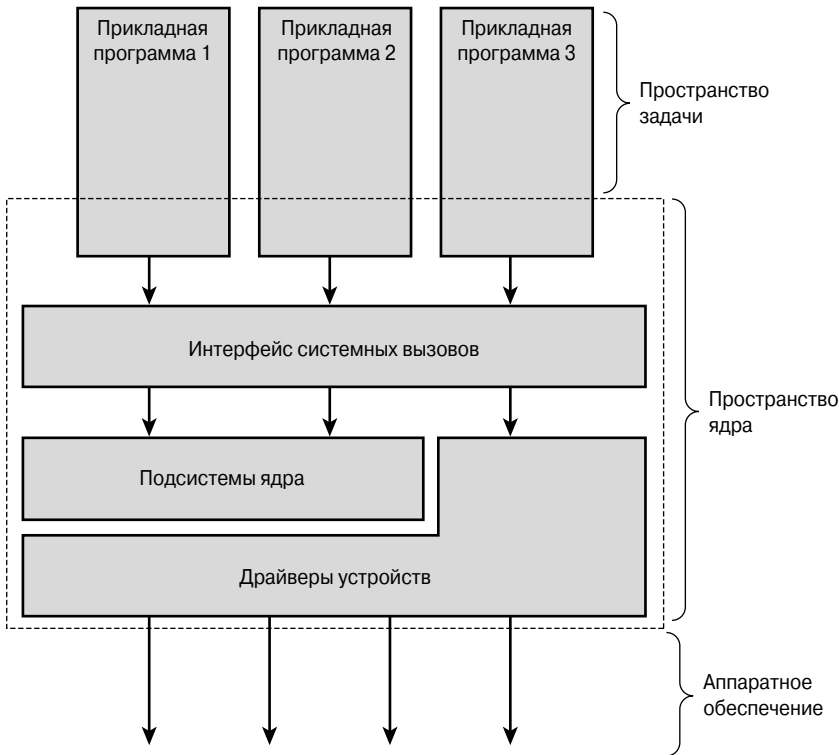 Прикладная
программа 1
Прикладная
программа 2
Прикладная
программа 3
Пространство
задачи
Интерфейс системных вызовов
Пространство
ядра
Подсистемы ядра
Драйверы устройств
Аппаратное
обеспечение